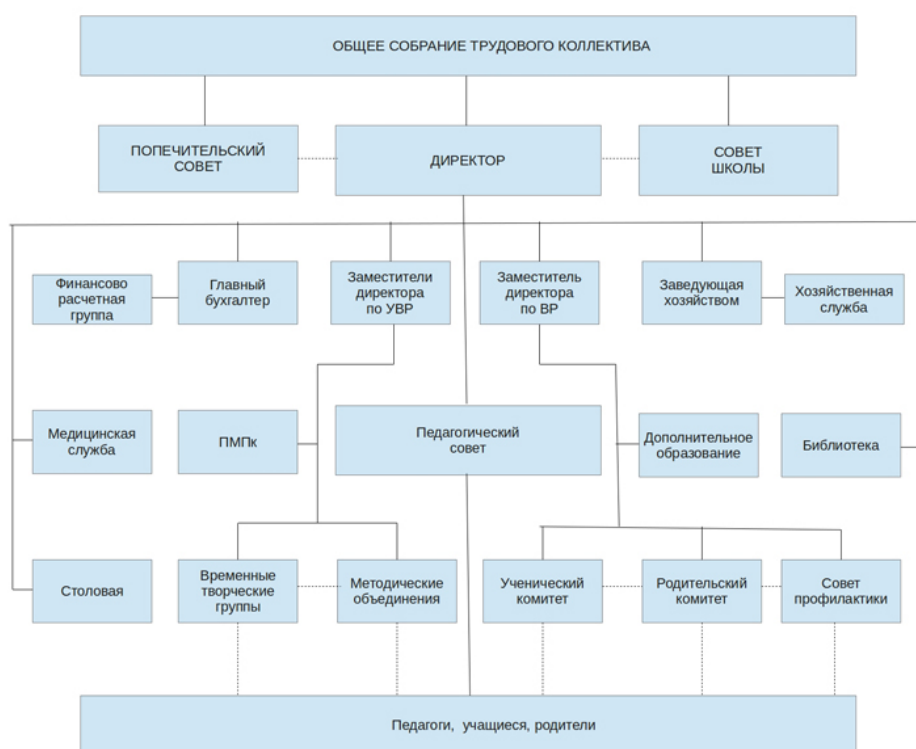 ОБЩЕЕ СОБРАНИЕ ТРУДОВОГО КОЛЛЕКТИВА
ПОПЕЧИТЕЛЬСКИЙ
СОВЕТ
ДИРЕКТОР
СОВЕТ
ШКОЛЫ
Финансово
расчетная
группа
Главный
бухгалтер
Заместители
директора
по УВР
Заместитель
директора
по ВР
Заведующая
хозяйством
Хозяйственная
служба
Медицинская
служба
ПМПк
Педагогический
совет
Дополнительное
образование
Библиотека
Столовая
Временные
творческие
группы
Методические
объединения
Ученический
комитет
Родительский
комитет
Совет
профилактики
Педагоги, учащиеся, родители